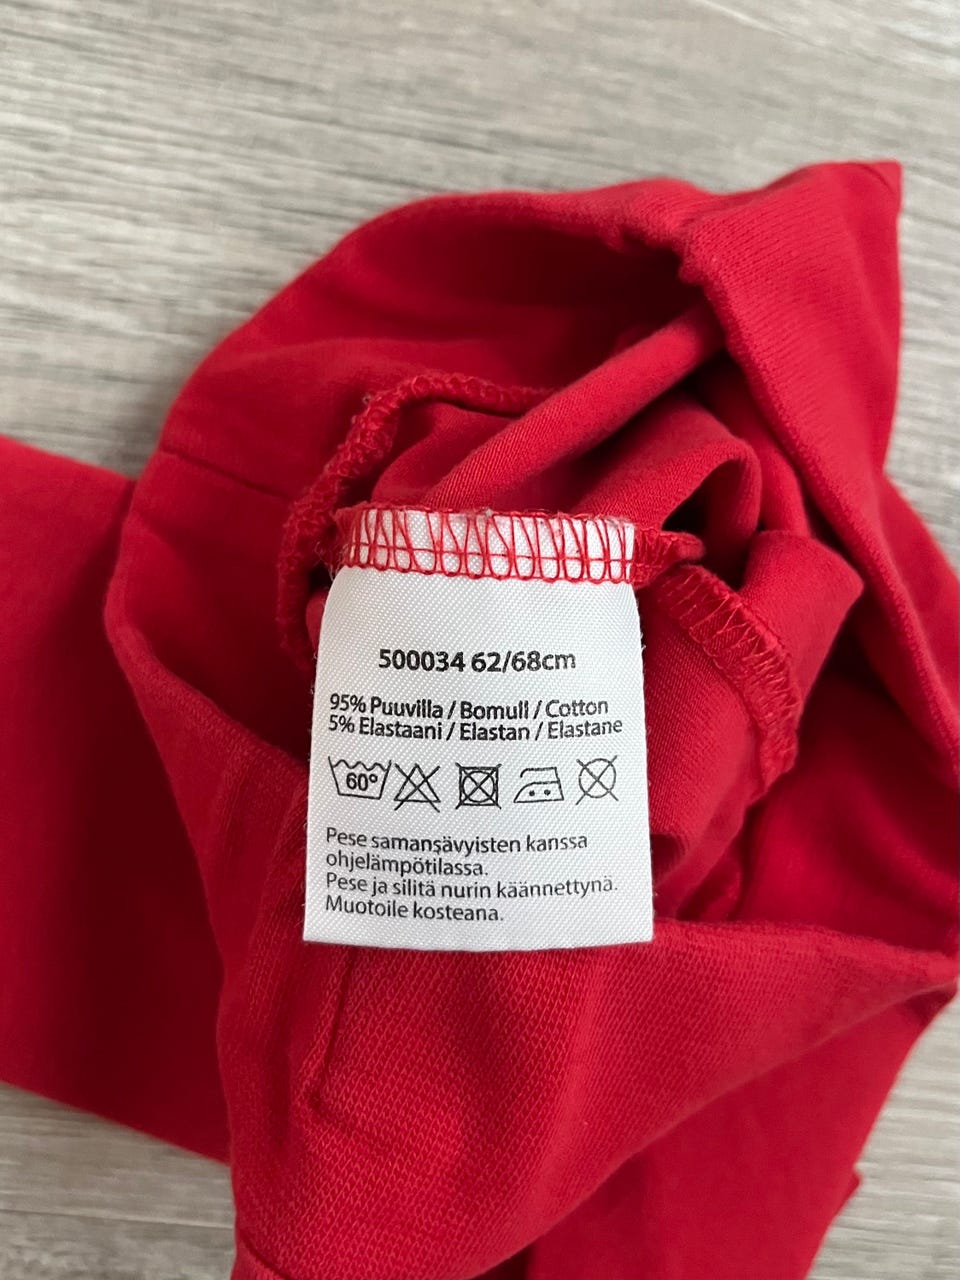 500034 62/68cm
95% Puuvilla / Bomull / Cotton
5% Elastaani / Elastan / Elastane
60°
Pese samansävyisten kanssa
ohjelämpötilassa.
Pese ja silitä nurin käännettynä.
Muotoile kosteana.